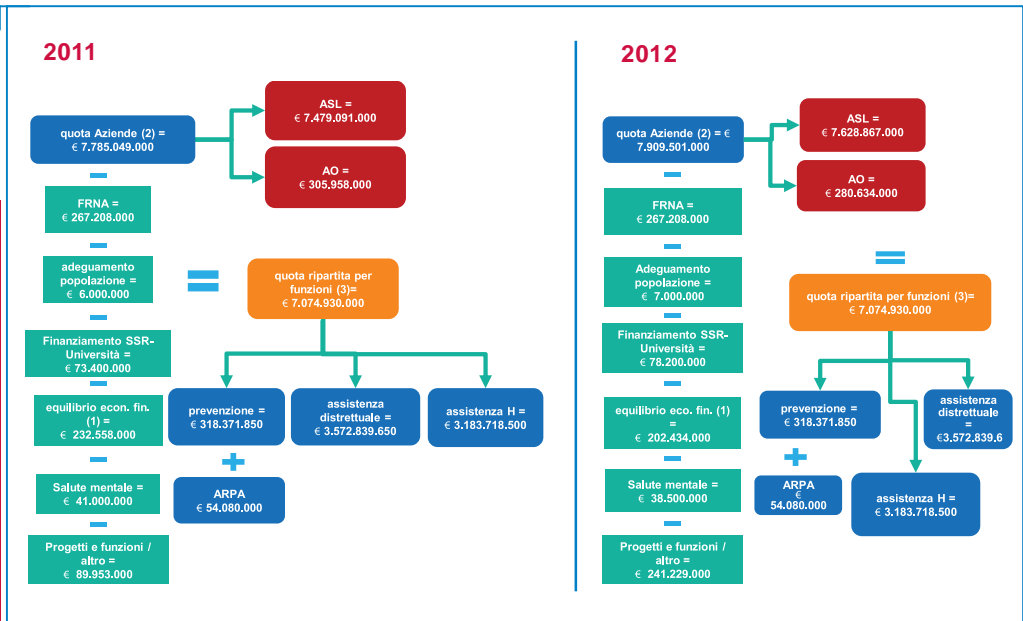 2011
quota Aziende (2) =
€ 7.785.049.000
ASL =
€ 7.479.091.000
AO =
€ 305.958.000
FRNA =
€ 267.208.000
adeguamento
popolazione =
€ 6.000.000
Finanziamento SSR-
Università =
€ 73.400.000
equilibrio econ. fin.
(1) =
€ 232.558.000
Salute mentale =
€ 41.000.000
Progetti e funzioni /
altro =
€ 89.953.000
quota ripartita per
funzioni (3)=
€ 7.074.930.000
prevenzione =
€ 318.371.850
assistenza
distrettuale =
€ 3.572.839.650
assistenza H =
€ 3.183.718.500
ARPA
€ 54.080.000
2012
quota Aziende (2) = €
7.909.501.000
ASL =
€ 7.628.867.000
AO =
€ 280.634.000
FRNA =
€ 267.208.000
Adeguamento
popolazione =
€ 7.000.000
Finanziamento SSR-
Università =
€ 78.200.000
equilibrio eco. fin. (1)
=
€ 202.434.000
Salute mentale =
€ 38.500.000
Progetti e funzioni /
altro =
€ 241.229.000
quota ripartita per funzioni (3)=
€ 7.074.930.000
prevenzione =
€ 318.371.850
assistenza
distrettuale
=
€3.572.839.6
ARPA
€
54.080.000
assistenza H =
€ 3.183.718.500